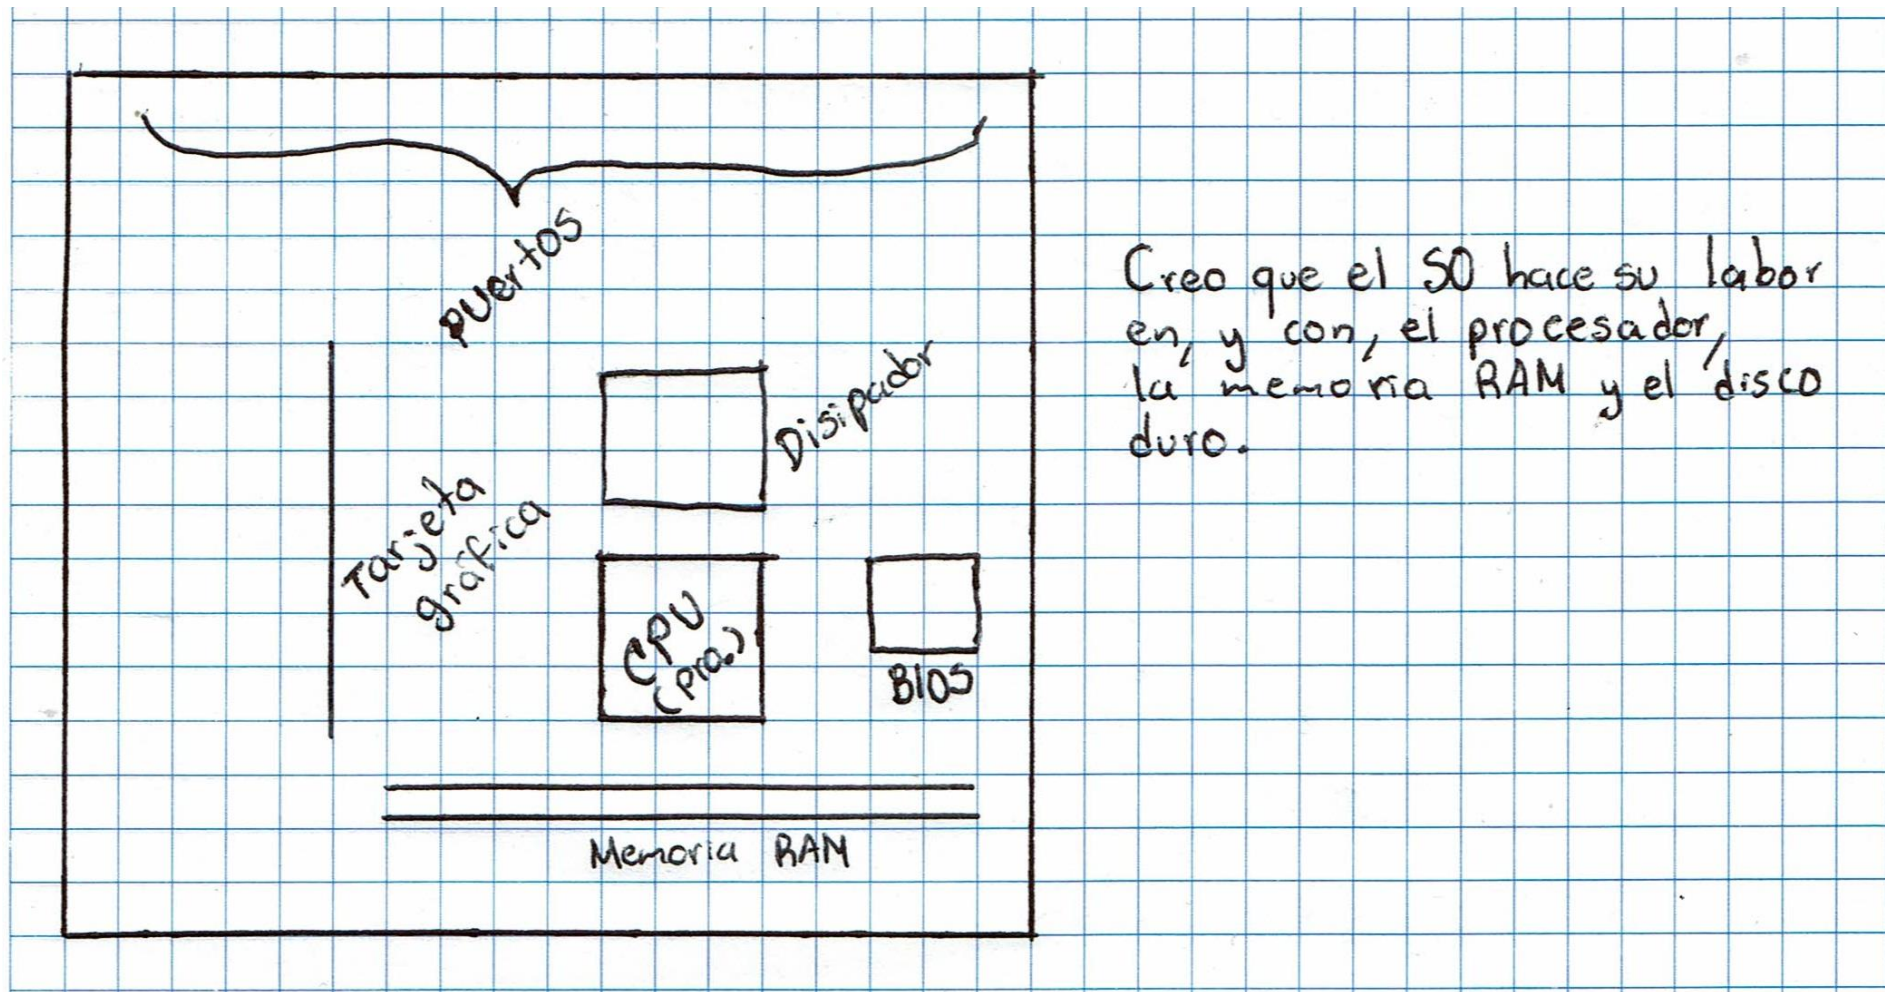 puertos
Disipador
Tarjeta
gráfica
CPU
(pro.)
BIOS
Memoria RAM
Creo que el SO hace su labor
en, y con, el procesador,
la memoria RAM y el disco
duro.